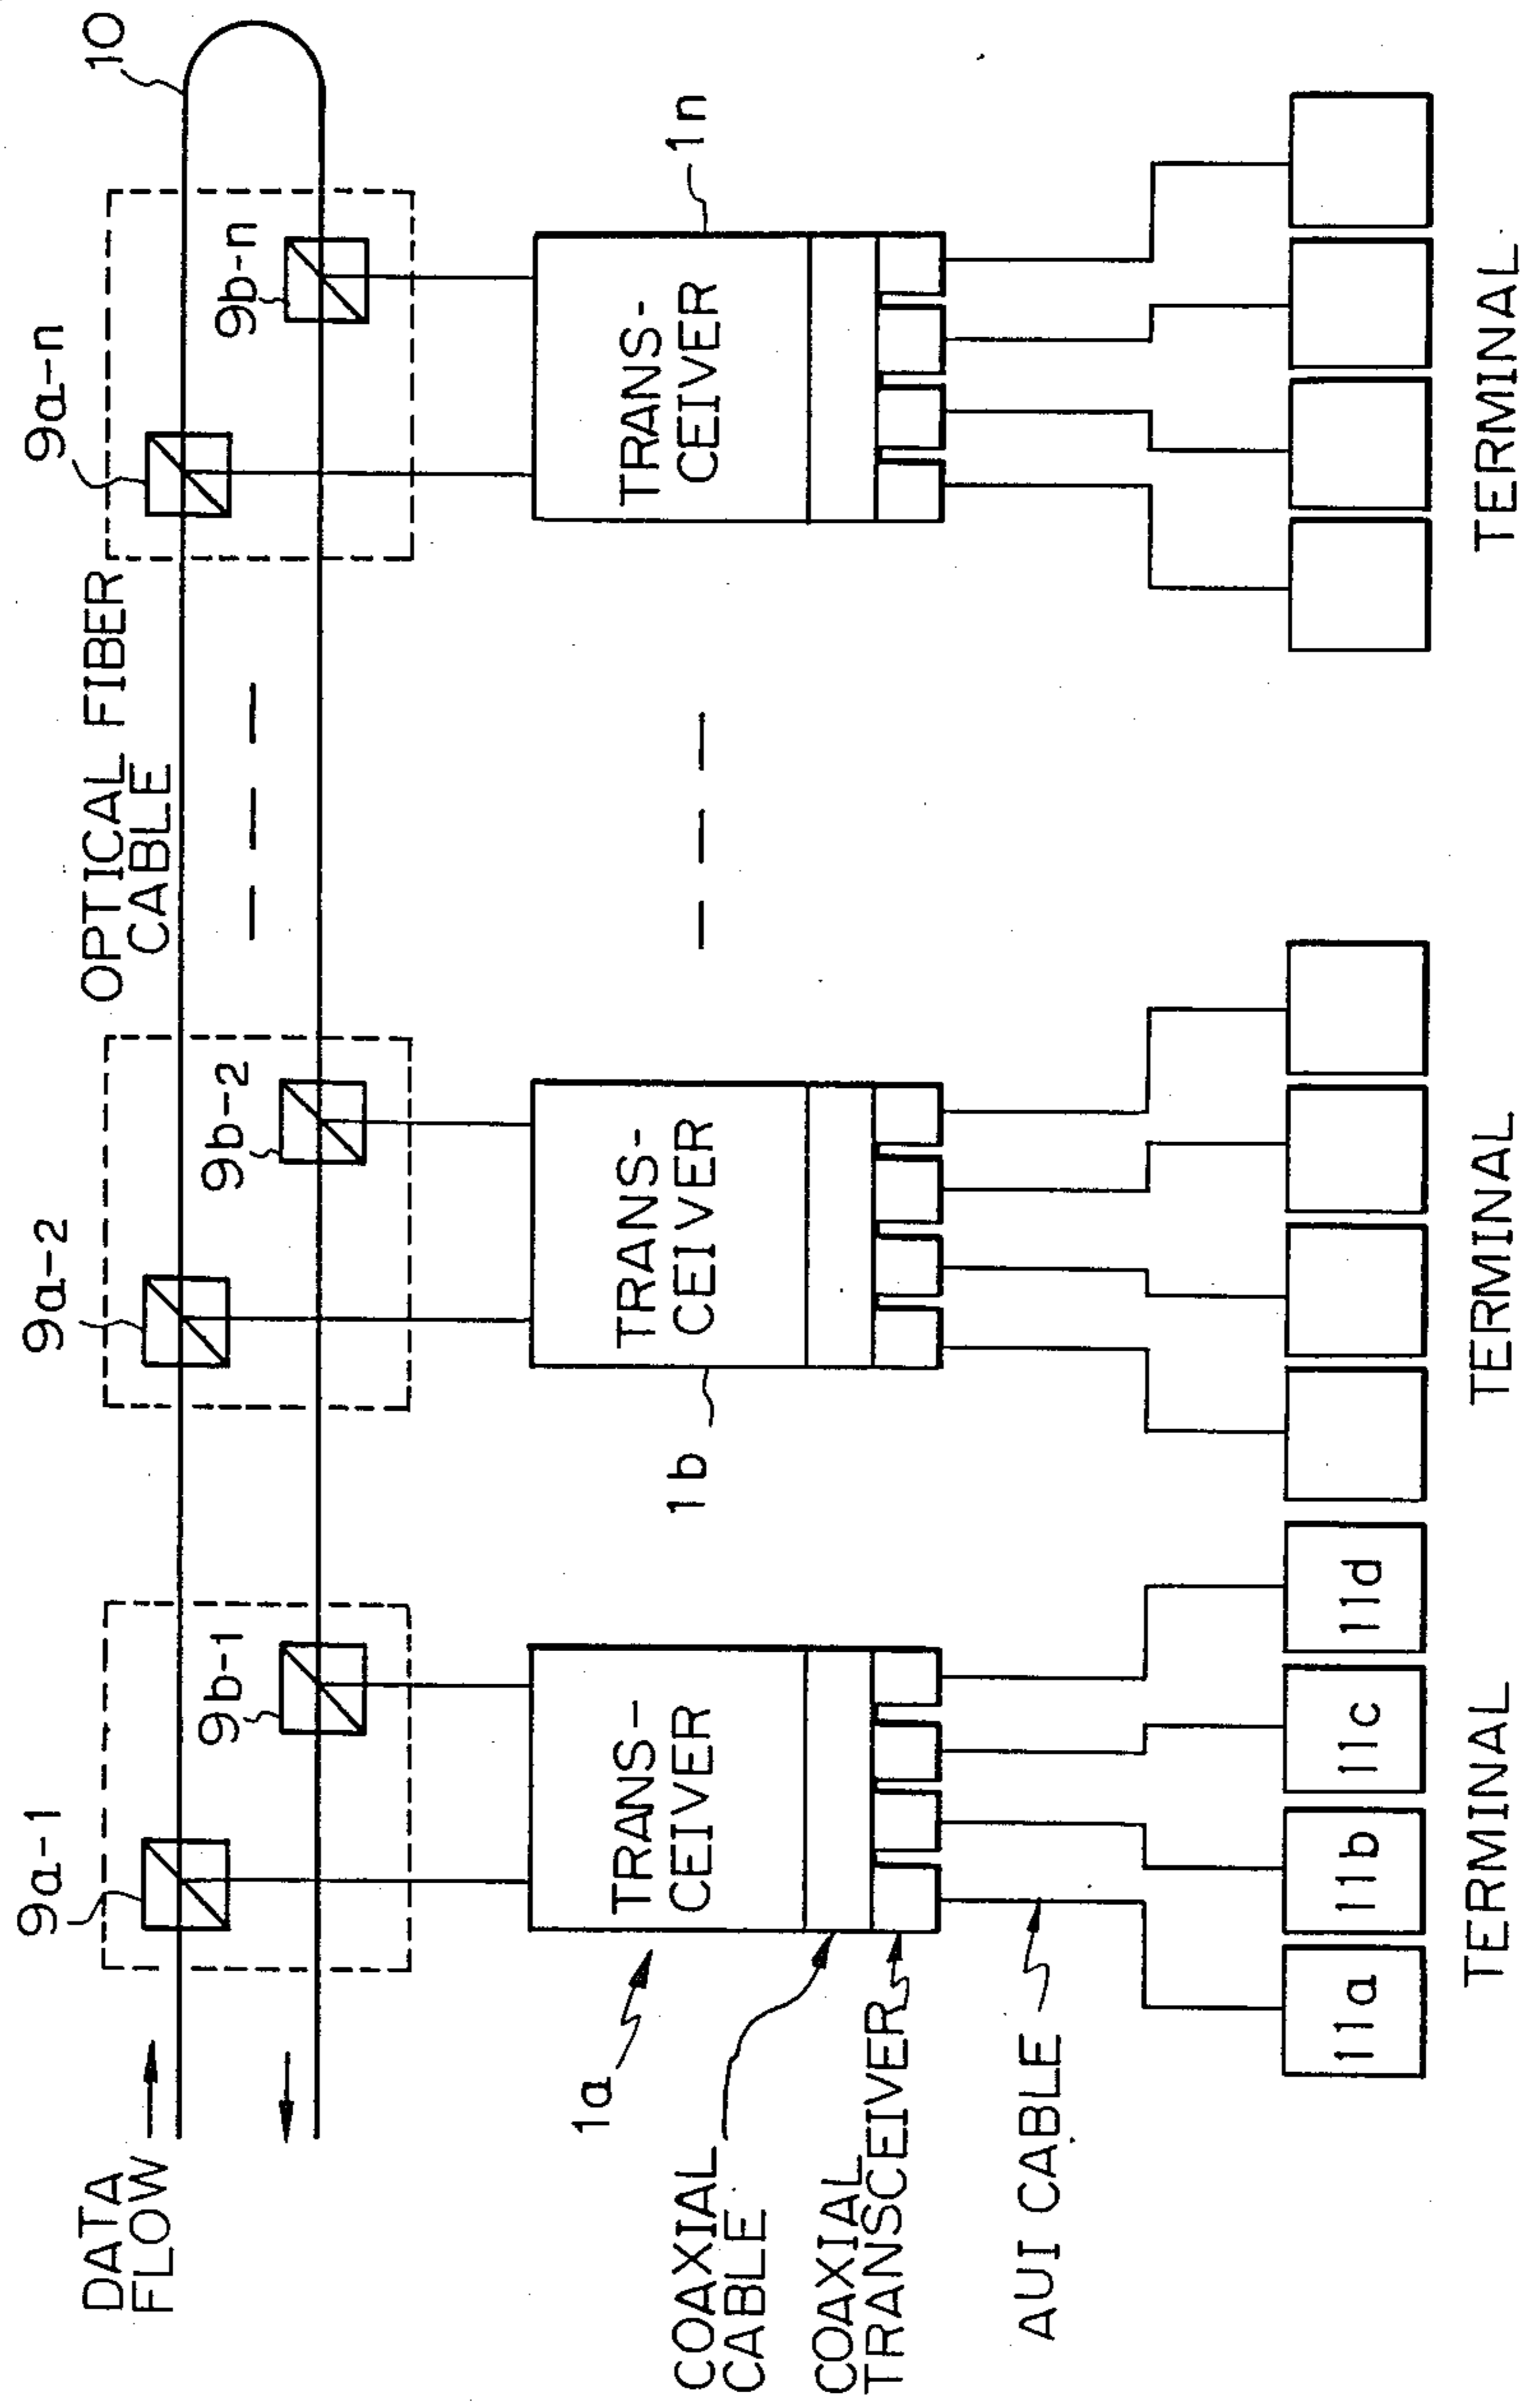 9a-1
9a-2
9a-n
10
OPTICAL FIBER
CABLE
DATA
FLOW
9b-1
9b-2
9b-n
1a
TRANS-
CEIVER
1b
TRANS-
CEIVER
TRANS-
CEIVER
1n
COAXIAL
CABLE
COAXIAL
TRANSCEIVER
AUI CABLE
11a
11b
11c
11d
TERMINAL
TERMINAL
TERMINAL